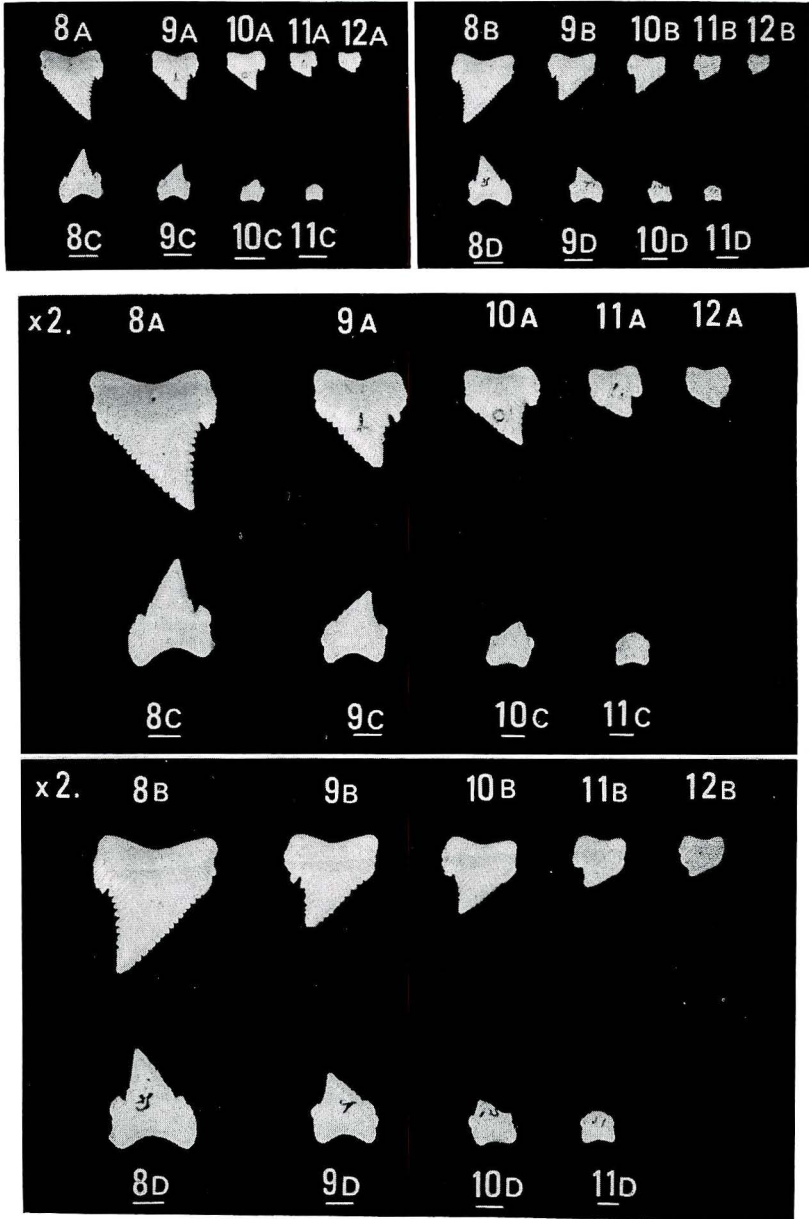 8A 9A 10A 11A 12A
8B 9B 10B 11B 12B
8C 9C 10C 11C
8D 9D 10D 11D
x2. 8A 9A 10A 11A 12A
8C 9C 10C 11C
x2. 8B 9B 10B 11B 12B
8D 9D 10D 11D